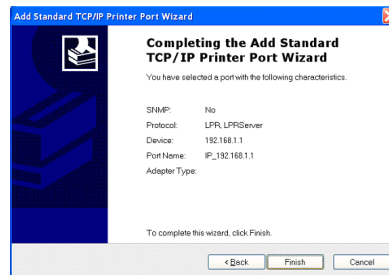 Add Standard TCP/IP Printer Port Wizard
Completing the Add Standard
TCP/IP Printer Port Wizard
You have selected a port with the following characteristics.
SNMP: No
Protocol: LPR, LPRServer
Device: 192.168.1.1
Port Name: IP_192.168.1.1
Adapter Type:
To complete this wizard, click Finish.
< Back Finish Cancel